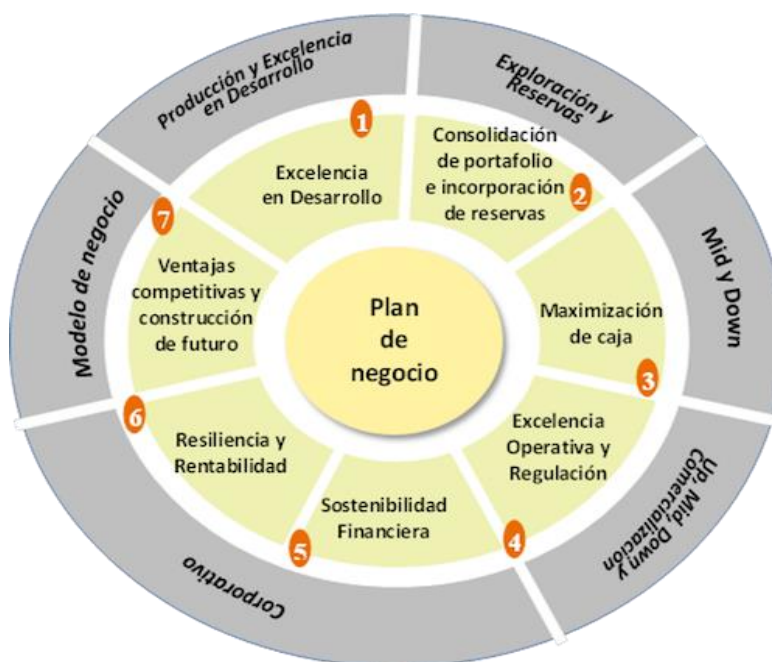 Producción y Excelencia
en Desarrollo
Exploración y
Reservas
Mid y Down
Up, Mid, Down y
Comercialización
Corporativo
Modelo de negocio
1
Excelencia
en Desarrollo
2
Consolidación
de portafolio
e incorporación
de reservas
3
Maximización
de caja
4
Excelencia
Operativa y
Regulación
5
Sostenibilidad
Financiera
6
Resiliencia y
Rentabilidad
7
Ventajas
competitivas y
construcción
de futuro
Plan
de
negocio